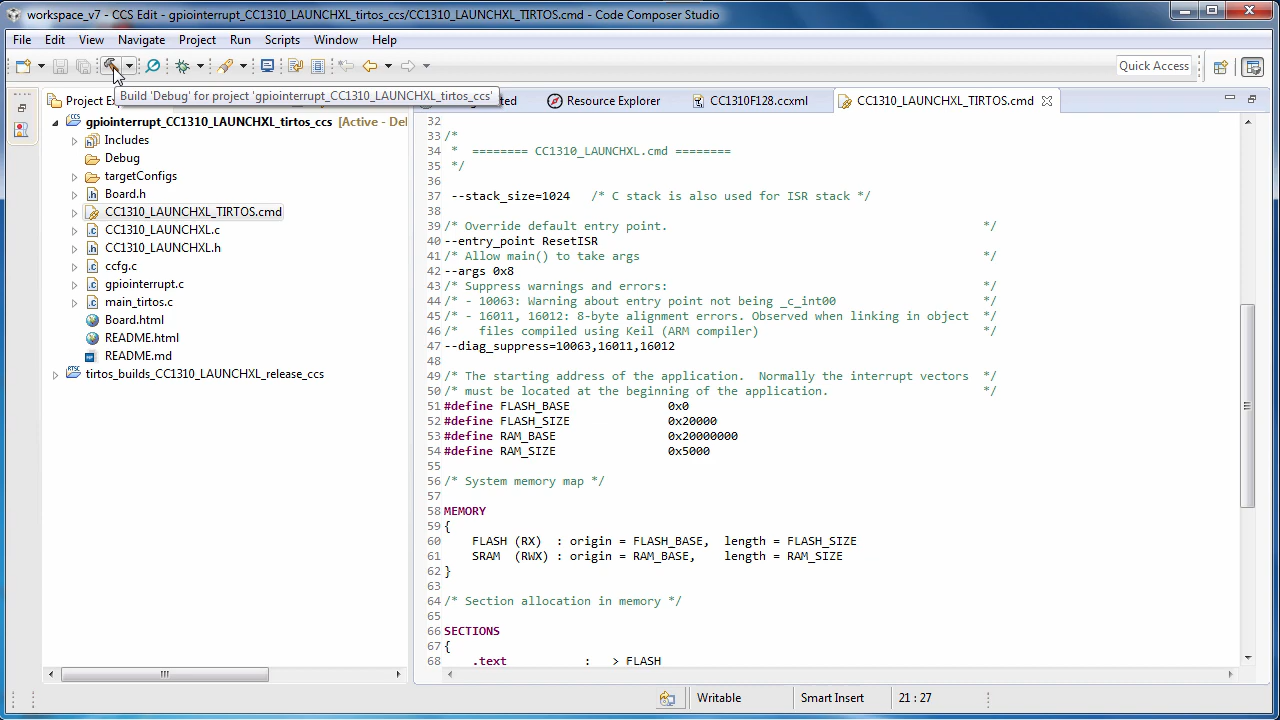 workspace_v7 - CCS Edit - gpiointerrupt_CC1310_LAUNCHXL_tirtos_ccs/CC1310_LAUNCHXL_TIRTOS.cmd - Code Composer Studio
File Edit View Navigate Project Run Scripts Window Help
Quick Access
Build 'Debug' for project 'gpiointerrupt_CC1310_LAUNCHXL_tirtos_ccs'
Project
Resource Explorer
CC1310F128.ccxml
CC1310_LAUNCHXL_TIRTOS.cmd
gpiointerrupt_CC1310_LAUNCHXL_tirtos_ccs [Active - De
Includes
Debug
targetConfigs
Board.h
CC1310_LAUNCHXL_TIRTOS.cmd
CC1310_LAUNCHXL.c
CC1310_LAUNCHXL.h
ccfg.c
gpiointerrupt.c
main_tirtos.c
Board.html
README.html
README.md
tirtos_builds_CC1310_LAUNCHXL_release_ccs
32
33 /*
34 * ======== CC1310_LAUNCHXL.cmd ========
35 */
36
37 --stack_size=1024 /* C stack is also used for ISR stack */
38
39 /* Override default entry point. */
40 --entry_point ResetISR
41 /* Allow main() to take args */
42 --args 0x8
43 /* Suppress warnings and errors: */
44 /* - 10063: Warning about entry point not being _c_int00 */
45 /* - 16011, 16012: 8-byte alignment errors. Observed when linking in object */
46 /* files compiled using Keil (ARM compiler) */
47 --diag_suppress=10063,16011,16012
48
49 /* The starting address of the application. Normally the interrupt vectors */
50 /* must be located at the beginning of the application. */
51 #define FLASH_BASE 0x0
52 #define FLASH_SIZE 0x20000
53 #define RAM_BASE 0x20000000
54 #define RAM_SIZE 0x5000
55
56 /* System memory map */
57
58 MEMORY
59 {
60 FLASH (RX) : origin = FLASH_BASE, length = FLASH_SIZE
61 SRAM (RWX) : origin = RAM_BASE, length = RAM_SIZE
62 }
63
64 /* Section allocation in memory */
65
66 SECTIONS
67 {
68 .text : > FLASH
Writable
Smart Insert
21 : 27